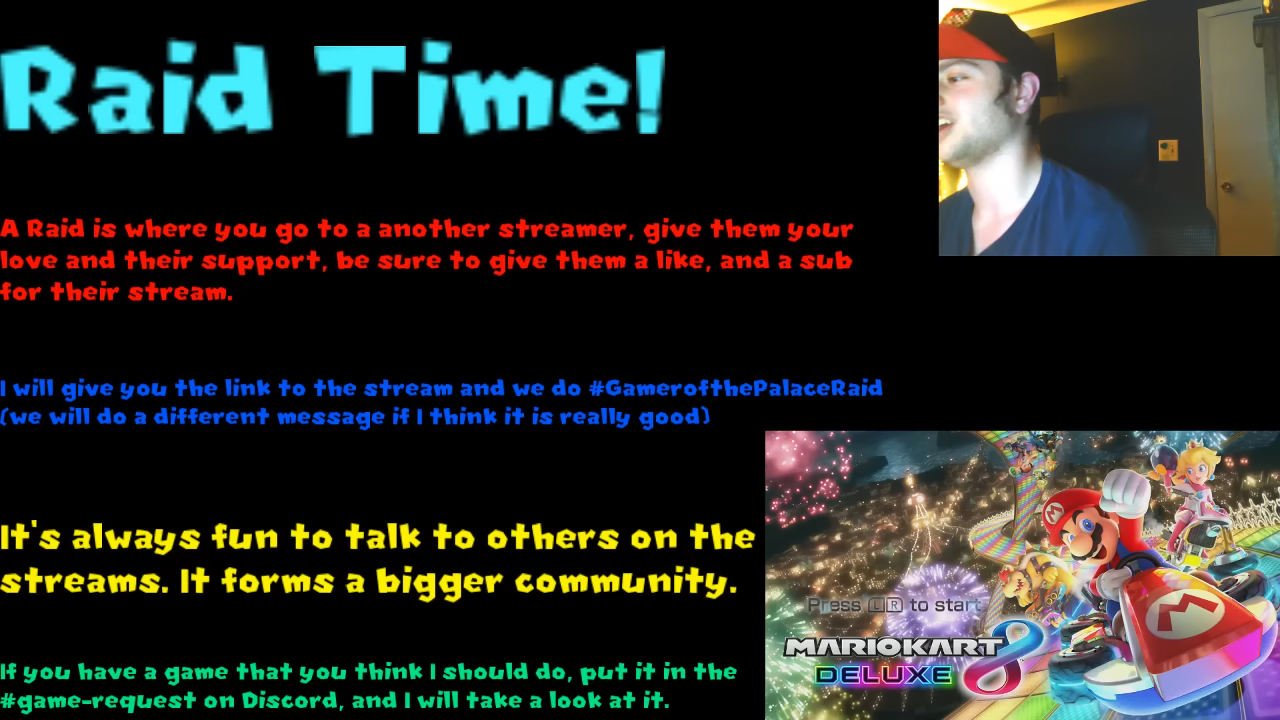 Raid Time!
A Raid is where you go to a another streamer, give them your
love and their support, be sure to give them a like, and a sub
for their stream.
I will give you the link to the stream and we do #GamerofthePalaceRaid
(we will do a different message if I think it is really good)
It's always fun to talk to others on the
streams. It forms a bigger community.
Press L R to start
MARIOKART
8
DELUXE
If you have a game that you think I should do, put it in the
#game-request on Discord, and I will take a look at it.